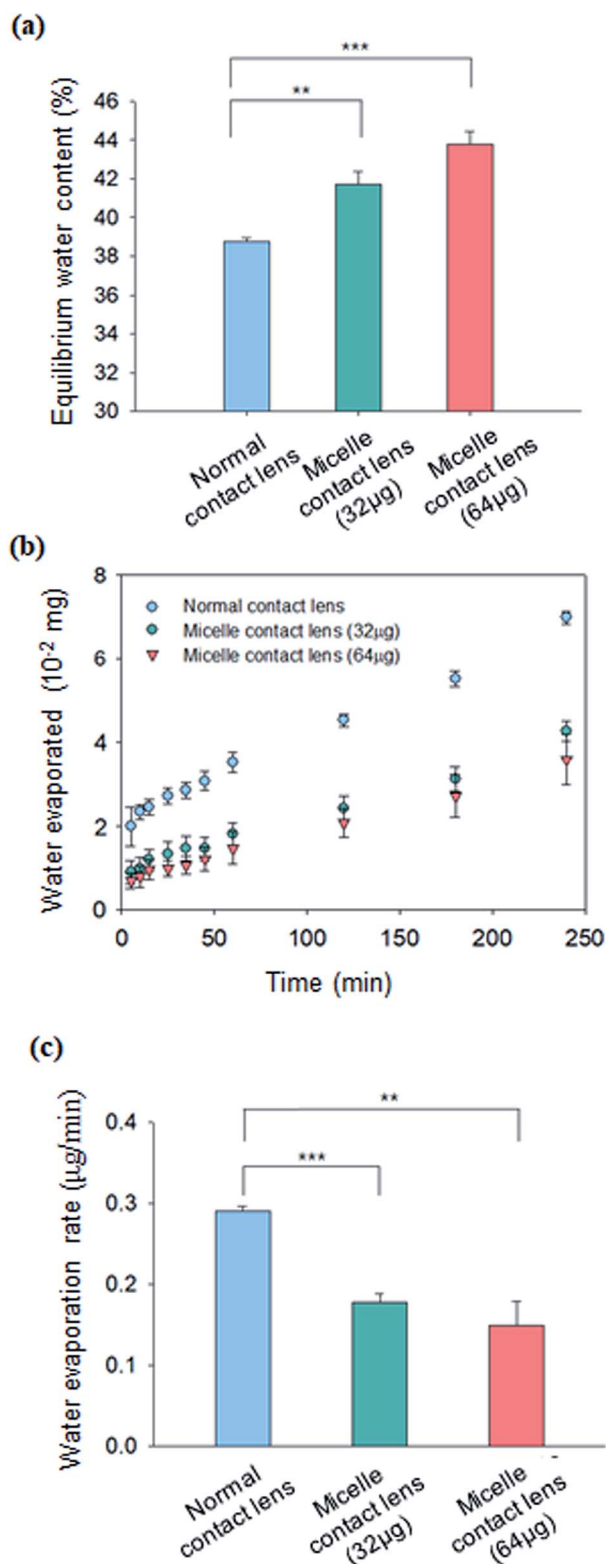 (a)
***
**
46
44
42
40
38
36
34
32
30
Equilibrium water content (%)
Normal
contact lens
Micelle
contact lens
(32μg)
Micelle
contact lens
(64μg)
(b)
8
6
4
2
0
Water evaporated (10⁻² mg)
Normal contact lens
Micelle contact lens (32μg)
Micelle contact lens (64μg)
0 50 100 150 200 250
Time (min)
(c)
**
***
0.4
0.3
0.2
0.1
0.0
Water evaporation rate (μg/min)
Normal
contact lens
Micelle
contact lens
(32μg)
Micelle
contact lens
(64μg)